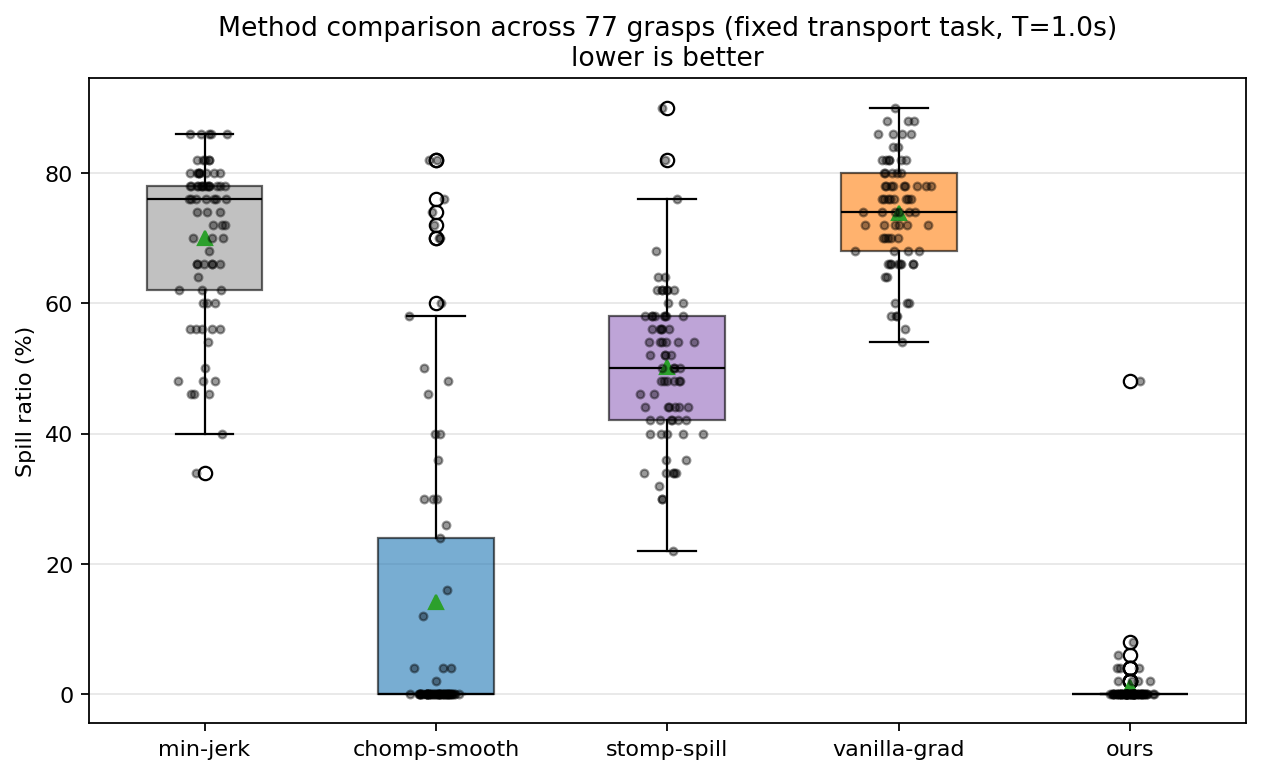 Method comparison across 77 grasps (fixed transport task, T=1.0s)
lower is better
Spill ratio (%)
80
60
40
20
0
min-jerk
chomp-smooth
stomp-spill
vanilla-grad
ours